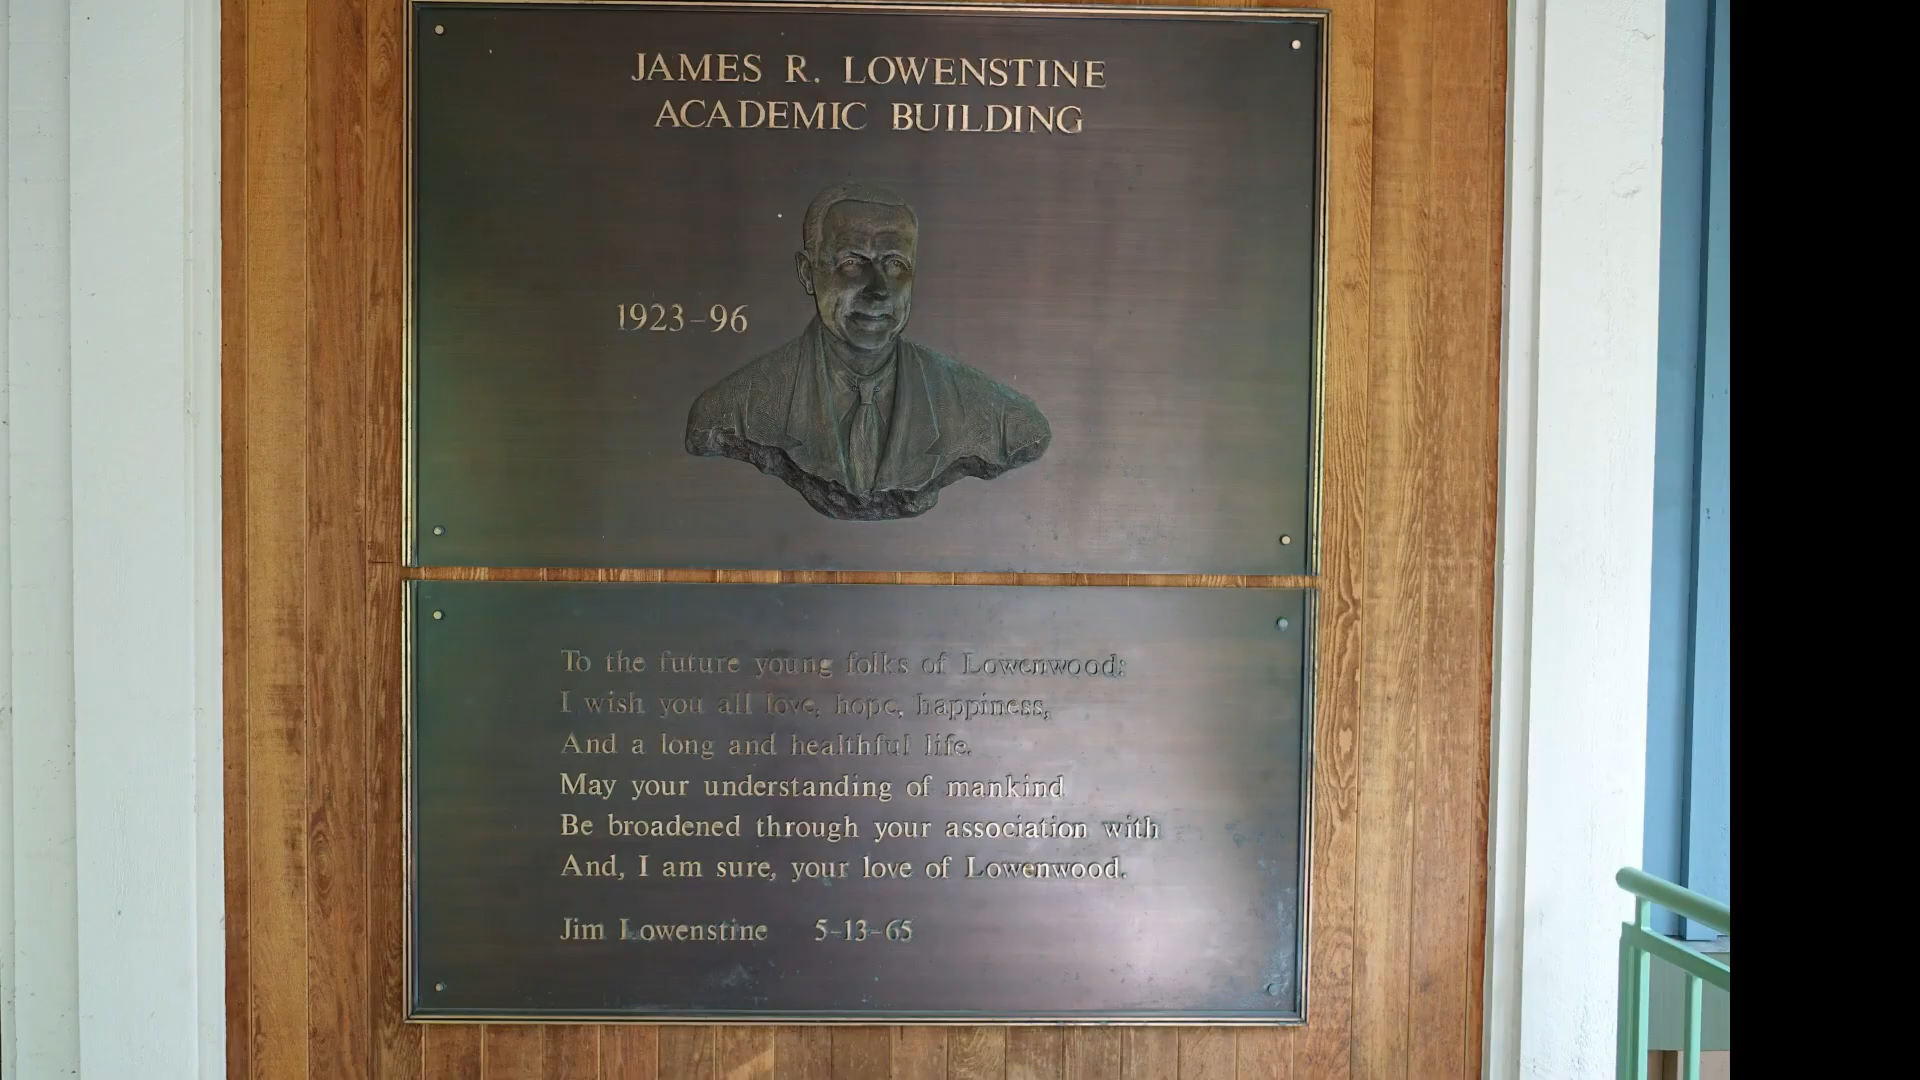 JAMES R. LOWENSTINE
ACADEMIC BUILDING
1923-96
To the future young folks of Lowenwood:
I wish you all love, hope, happiness,
And a long and healthful life.
May your understanding of mankind
Be broadened through your association with
And, I am sure, your love of Lowenwood.
Jim Lowenstine 5-13-65